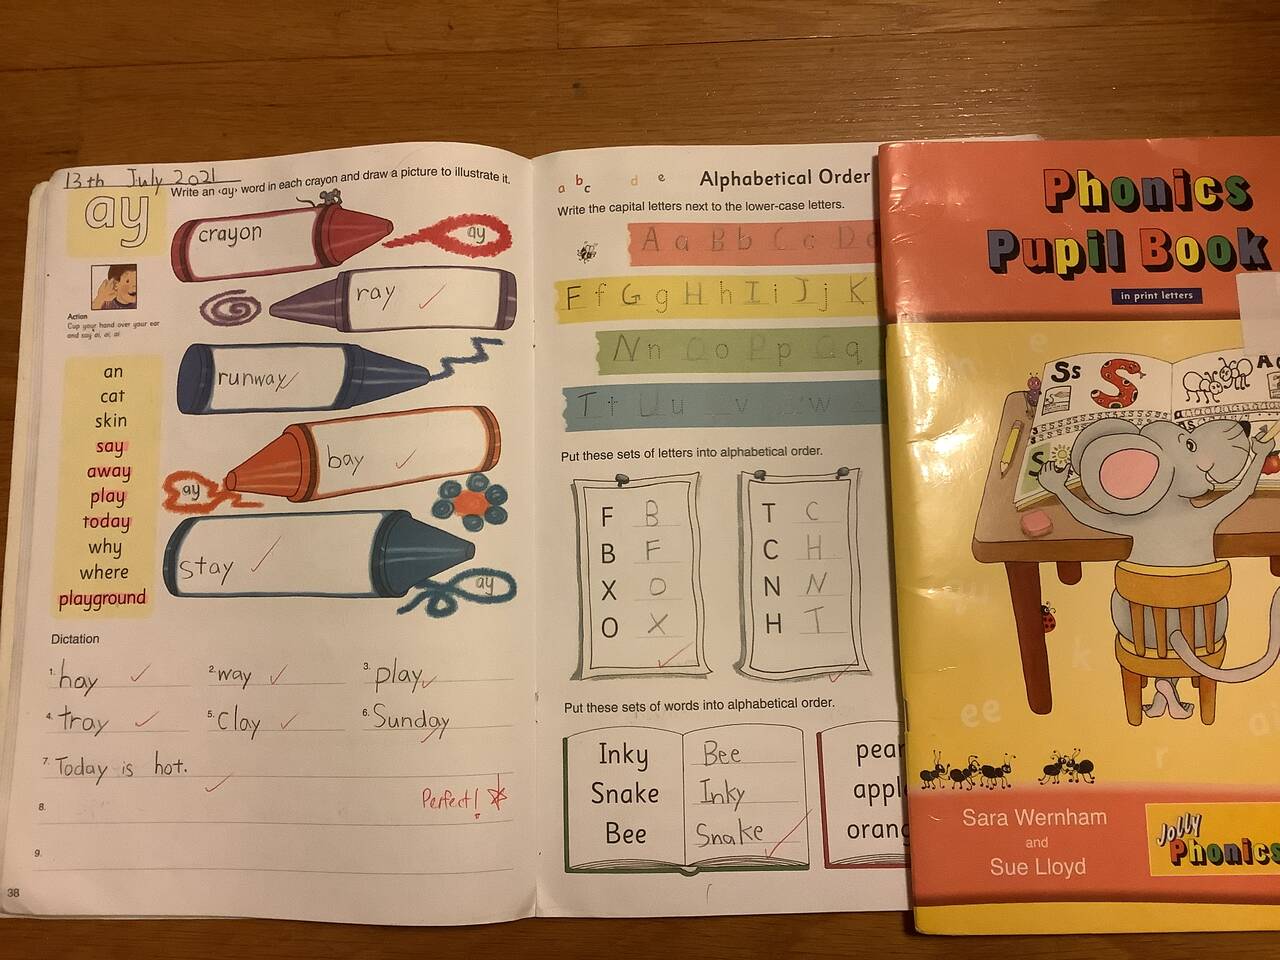 13th July 2021
Write an ‹ay› word in each crayon and draw a picture to illustrate it.
ay
crayon
ay
ray
runway
bay
ay
stay
ay
Action
Cup your hand over your ear
and say ai, ai, ai.
an
cat
skin
say
away
play
today
why
where
playground
Dictation
1. hay
2. way
3. play
4. tray
5. clay
6. Sunday
7. Today is hot.
Perfect!
8.
9.
38
a b c d e
Alphabetical Order
Write the capital letters next to the lower-case letters.
A a B b C c D d
F f G g H h I i J j K
N n O o P p Q q
T t U u v w
Put these sets of letters into alphabetical order.
F B
B F
X O
O X
T C
C H
N N
H T
Put these sets of words into alphabetical order.
Inky Bee
Snake Inky
Bee Snake
pear
apple
orang
Phonics
Pupil Book
in print letters
Ss
S
Sara Wernham
and
Sue Lloyd
Jolly
Phonics